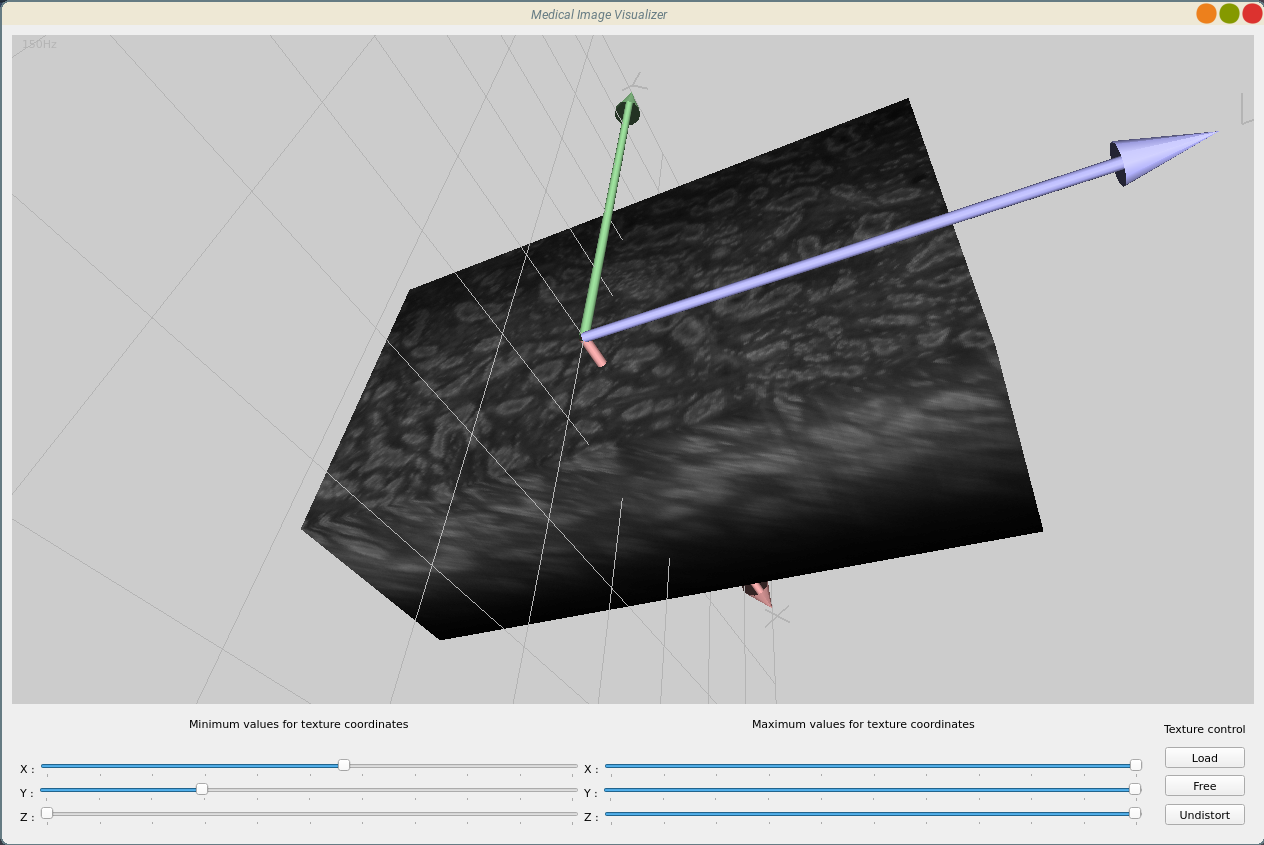 Medical Image Visualizer
180Hz
Y
X
Minimum values for texture coordinates
Maximum values for texture coordinates
Texture control
X :
Y :
Z :
X :
Y :
Z :
Load
Free
Undistort